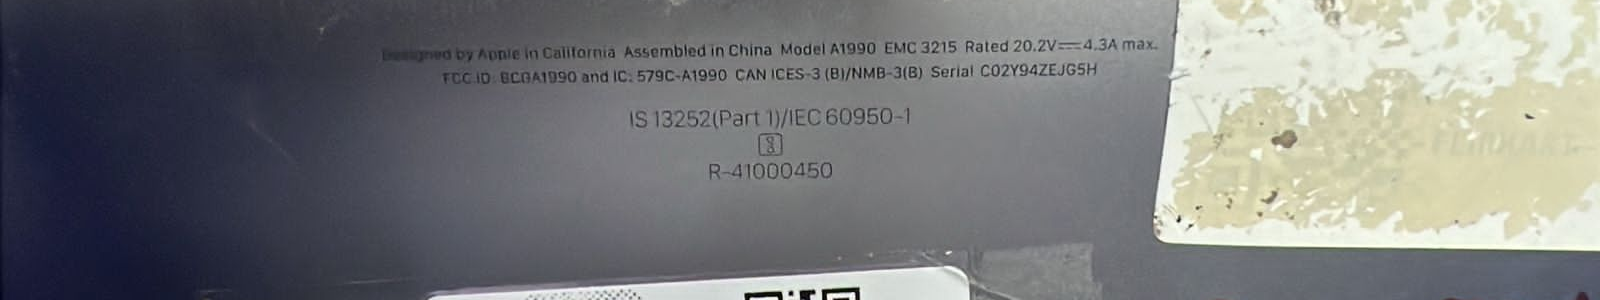 Designed by Apple in California Assembled in China Model A1990 EMC 3215 Rated 20.2V⎓4.3A max.
FCC ID: BCGA1990 and IC: 579C-A1990 CAN ICES-3 (B)/NMB-3(B) Serial C02Y94ZEJG5H
IS 13252(Part 1)/IEC 60950-1
R-41000450